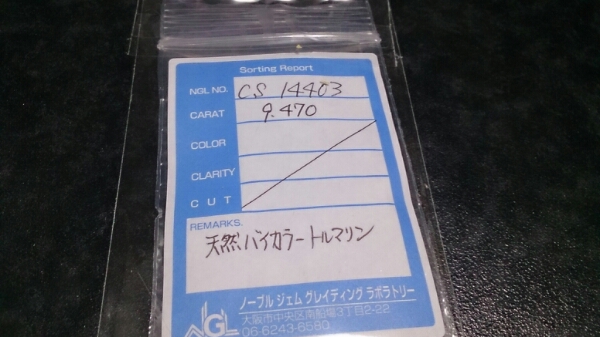 Sorting Report
NGL NO. CS 14403
CARAT 9.470
COLOR
CLARITY
CUT
REMARKS.
天然バイカラートルマリン
NGL
ノーブル ジェム グレイディング ラボラトリー
大阪市中央区南船場3丁目2-22
06-6243-6580